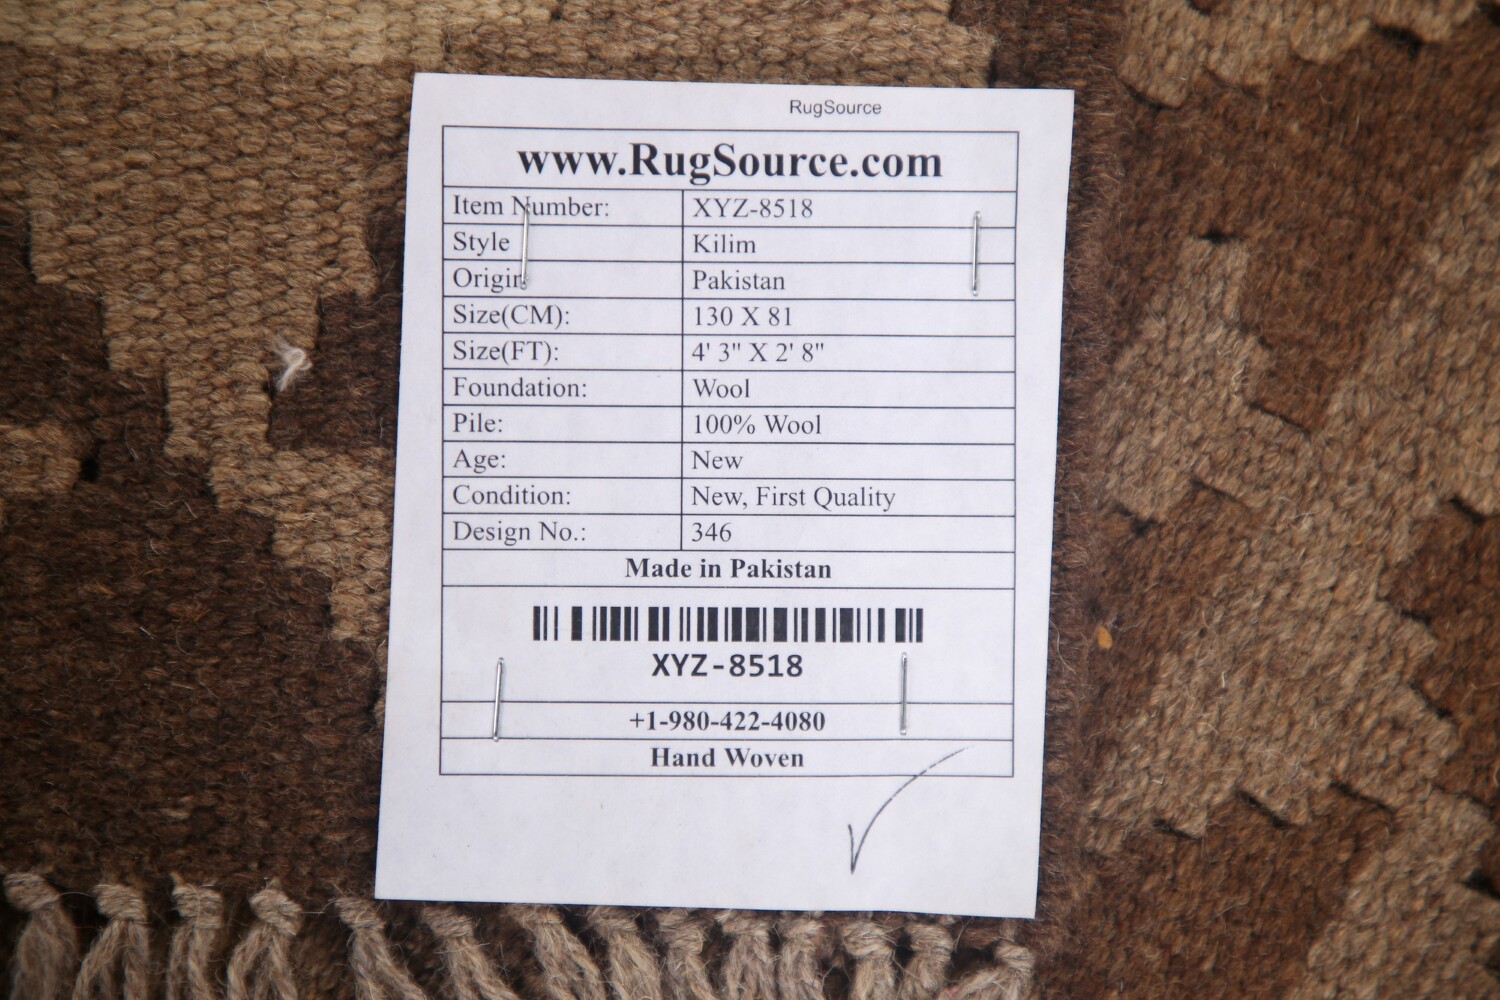 RugSource
www.RugSource.com
Item Number: XYZ-8518
Style Kilim
Origin Pakistan
Size(CM): 130 X 81
Size(FT): 4' 3" X 2' 8"
Foundation: Wool
Pile: 100% Wool
Age: New
Condition: New, First Quality
Design No.: 346
Made in Pakistan
XYZ-8518
+1-980-422-4080
Hand Woven